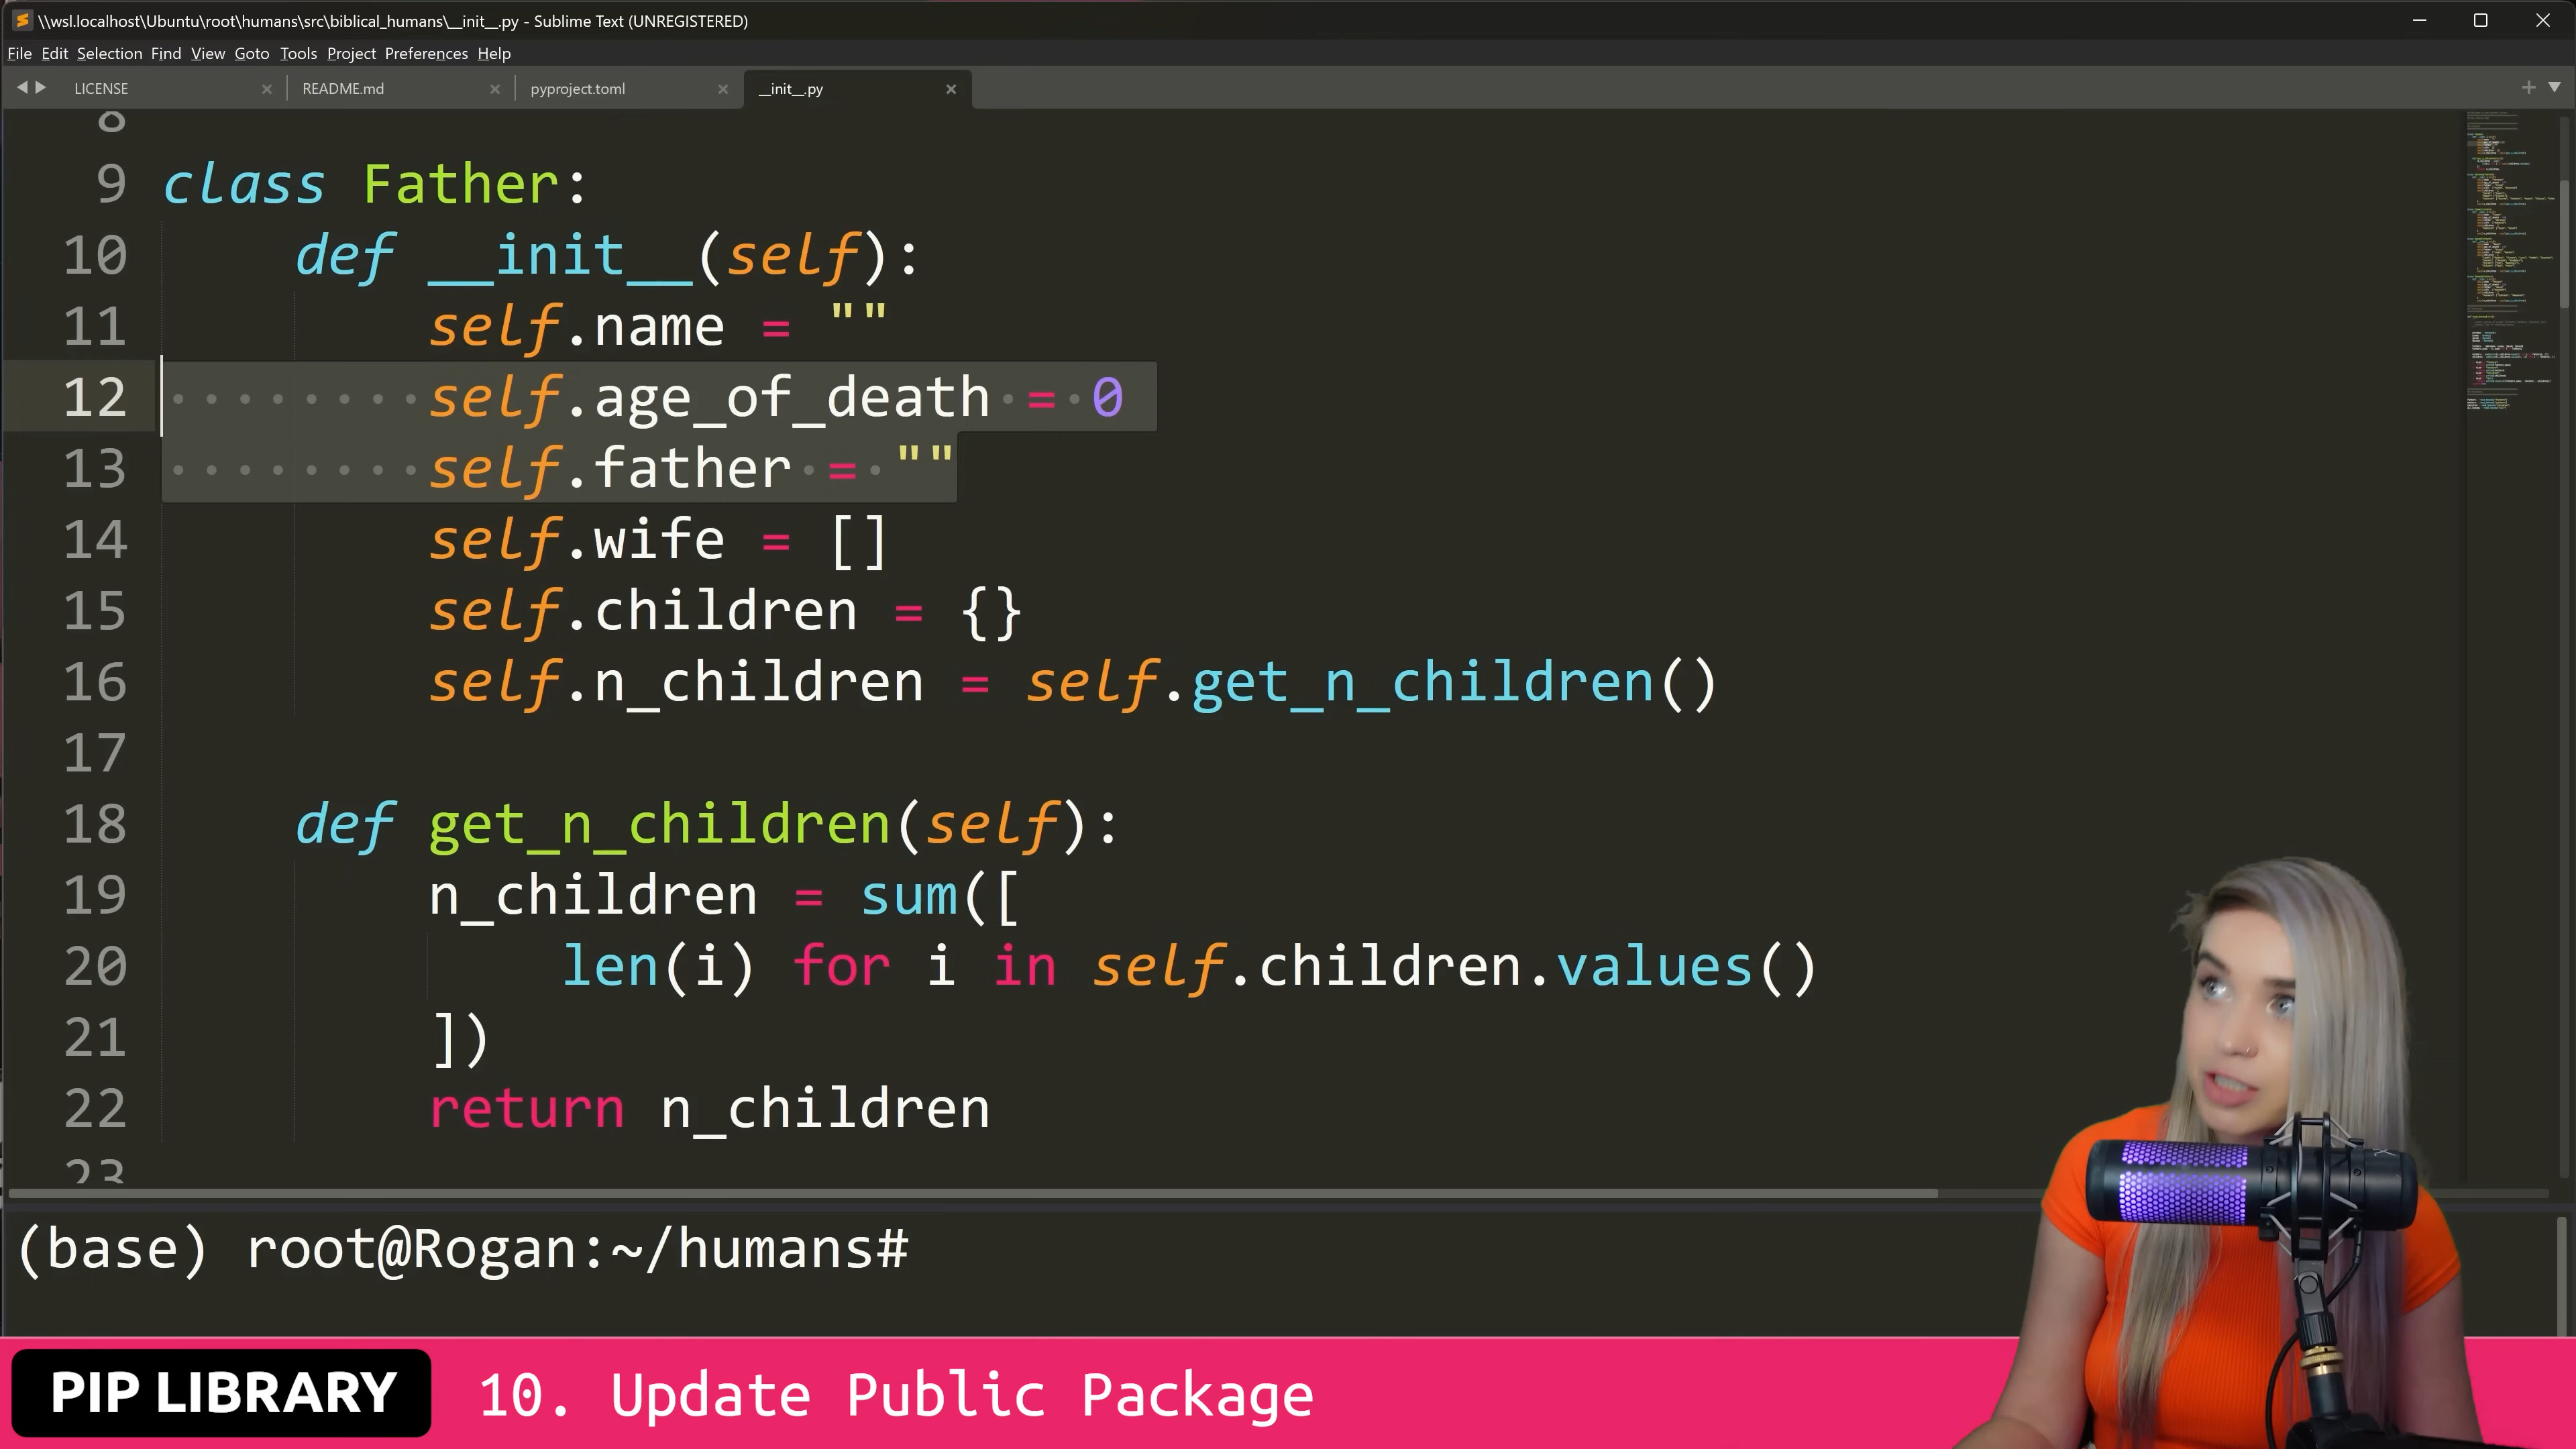 \\wsl.localhost\Ubuntu\root\humans\src\biblical_humans\__init__.py - Sublime Text (UNREGISTERED)
File Edit Selection Find View Goto Tools Project Preferences Help
LICENSE README.md pyproject.toml __init__.py
8
9 class Father:
10 def __init__(self):
11 self.name = ""
12 self.age_of_death = 0
13 self.father = ""
14 self.wife = []
15 self.children = {}
16 self.n_children = self.get_n_children()
17
18 def get_n_children(self):
19 n_children = sum([
20 len(i) for i in self.children.values()
21 ])
22 return n_children
23
(base) root@Rogan:~/humans#
PIP LIBRARY 10. Update Public Package